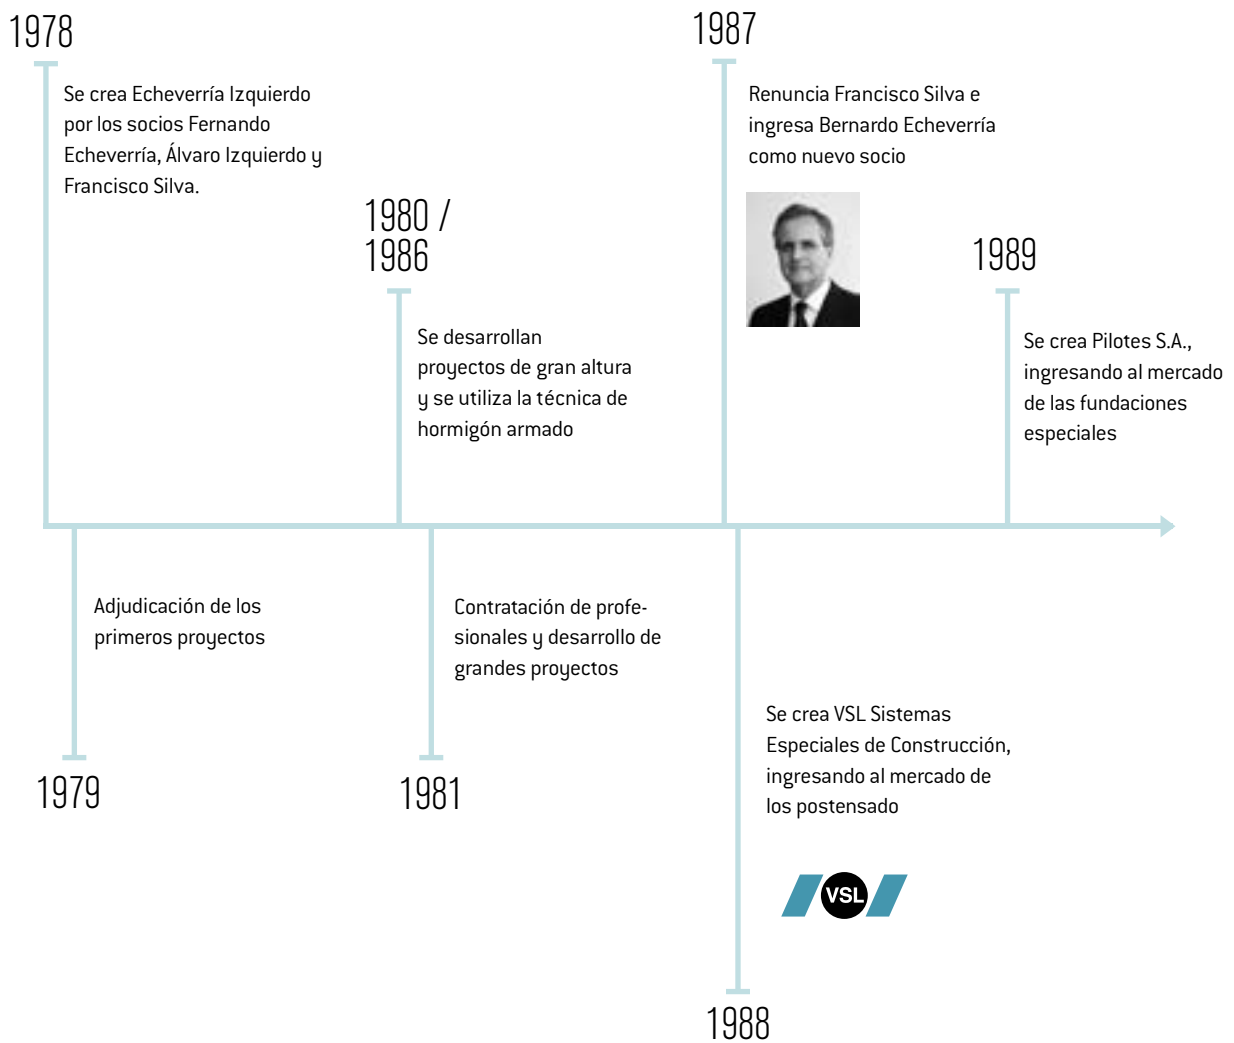 1978
Se crea Echeverría Izquierdo
por los socios Fernando
Echeverría, Álvaro Izquierdo y
Francisco Silva.
1980 /
1986
Se desarrollan
proyectos de gran altura
y se utiliza la técnica de
hormigón armado
1987
Renuncia Francisco Silva e
ingresa Bernardo Echeverría
como nuevo socio
1989
Se crea Pilotes S.A.,
ingresando al mercado
de las fundaciones
especiales
Adjudicación de los
primeros proyectos
1979
Contratación de profe-
sionales y desarrollo de
grandes proyectos
1981
Se crea VSL Sistemas
Especiales de Construcción,
ingresando al mercado de
los postensado
VSL
1988